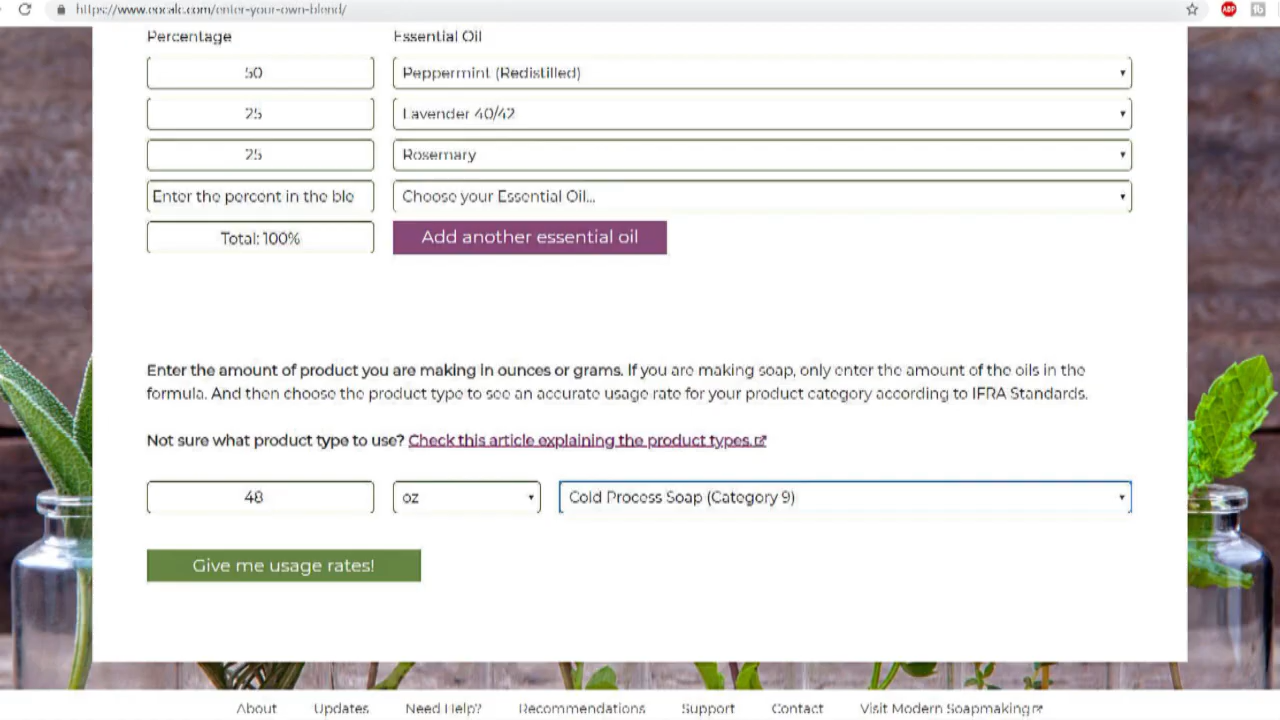 https://www.eocalc.com/enter-your-own-blend/
ABP
Percentage Essential Oil
50 Peppermint (Redistilled)
25 Lavender 40/42
25 Rosemary
Enter the percent in the ble Choose your Essential Oil...
Total: 100% Add another essential oil
Enter the amount of product you are making in ounces or grams. If you are making soap, only enter the amount of the oils in the
formula. And then choose the product type to see an accurate usage rate for your product category according to IFRA Standards.
Not sure what product type to use? Check this article explaining the product types.
48 oz Cold Process Soap (Category 9)
Give me usage rates!
About Updates Need Help? Recommendations Support Contact Visit Modern Soapmaking